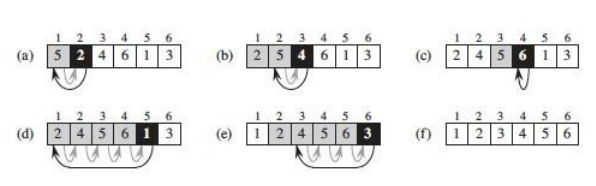 1 2 3 4 5 6
(a) 5 2 4 6 1 3
1 2 3 4 5 6
(b) 2 5 4 6 1 3
1 2 3 4 5 6
(c) 2 4 5 6 1 3
1 2 3 4 5 6
(d) 2 4 5 6 1 3
1 2 3 4 5 6
(e) 1 2 4 5 6 3
1 2 3 4 5 6
(f) 1 2 3 4 5 6